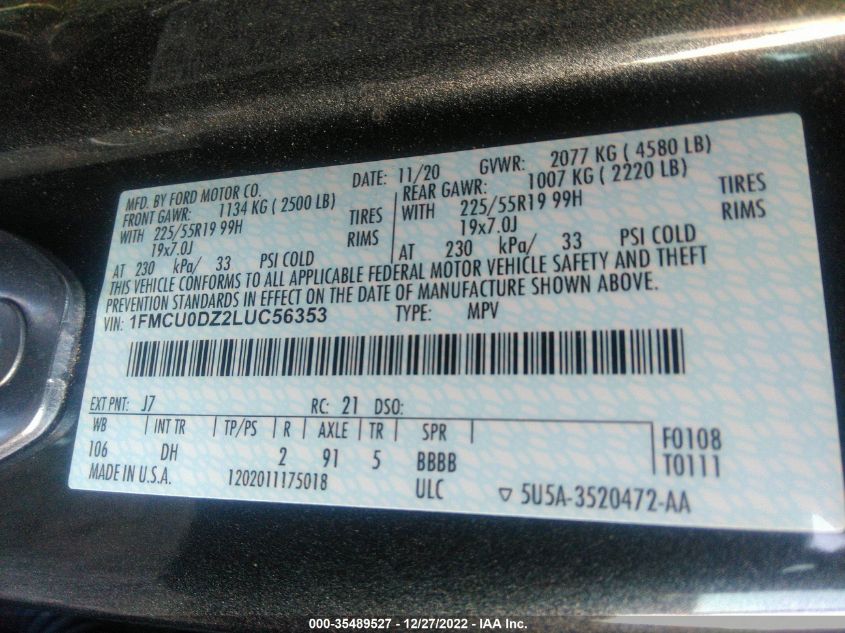 MFD. BY FORD MOTOR CO. DATE: 11/20 GVWR: 2077 KG ( 4580 LB)
FRONT GAWR: 1134 KG ( 2500 LB) REAR GAWR: 1007 KG ( 2220 LB)
WITH 225/55R19 99H TIRES WITH 225/55R19 99H TIRES
19x7.0J RIMS 19x7.0J RIMS
AT 230 kPa/ 33 PSI COLD AT 230 kPa/ 33 PSI COLD
THIS VEHICLE CONFORMS TO ALL APPLICABLE FEDERAL MOTOR VEHICLE SAFETY AND THEFT
PREVENTION STANDARDS IN EFFECT ON THE DATE OF MANUFACTURE SHOWN ABOVE.
VIN: 1FMCU0DZ2LUC56353 TYPE: MPV
EXT PNT: J7 RC: 21 DSO:
WB INT TR TP/PS R AXLE TR SPR F0108
106 DH 2 91 5 BBBB T0111
MADE IN U.S.A. 1202011175018 ULC ▽ 5U5A-3520472-AA
000-35489527 - 12/27/2022 - IAA Inc.